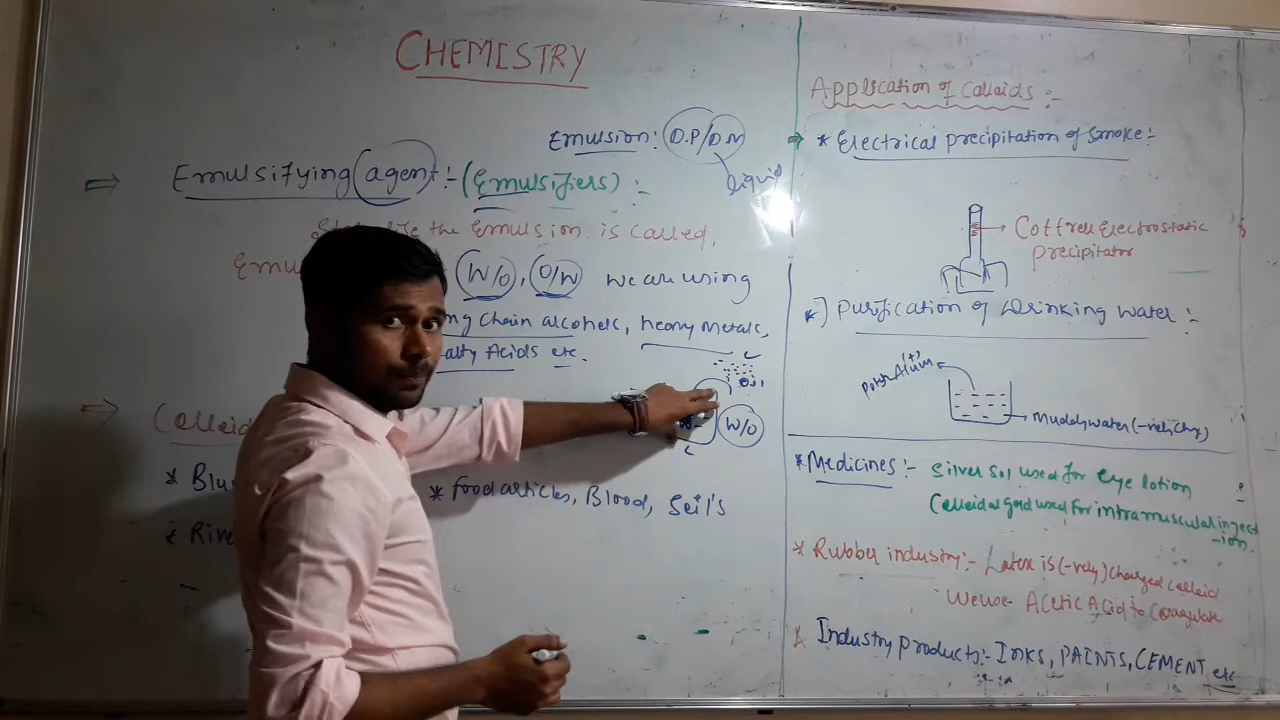 CHEMISTRY
Emulsion: D.P/D.M
liquid
⇒ Emulsifying agent :- (Emulsifiers) :-
the Emulsion is called,
W/O, O/W we are using
Chain alcohols, heavy metals,
Acids etc.
Oil
W/O
⇒
*
* food articles, Blood, Soil's
Application of Colloids :-
→ * Electrical precipitation of smoke :-
→ Cottrell Electrostatic
precipitator
*) Purification of Drinking water :-
Alum (+)
→ Muddy water
* Medicines :- Silver Sol used for eye lotion
Colloidal gold used for intramuscular inject
-ion.
* Rubber industry :- Latex is (-vely) charged colloid
We use Acetic Acid to Coagulate
* Industry products :- INKS, PAINTS, CEMENT etc